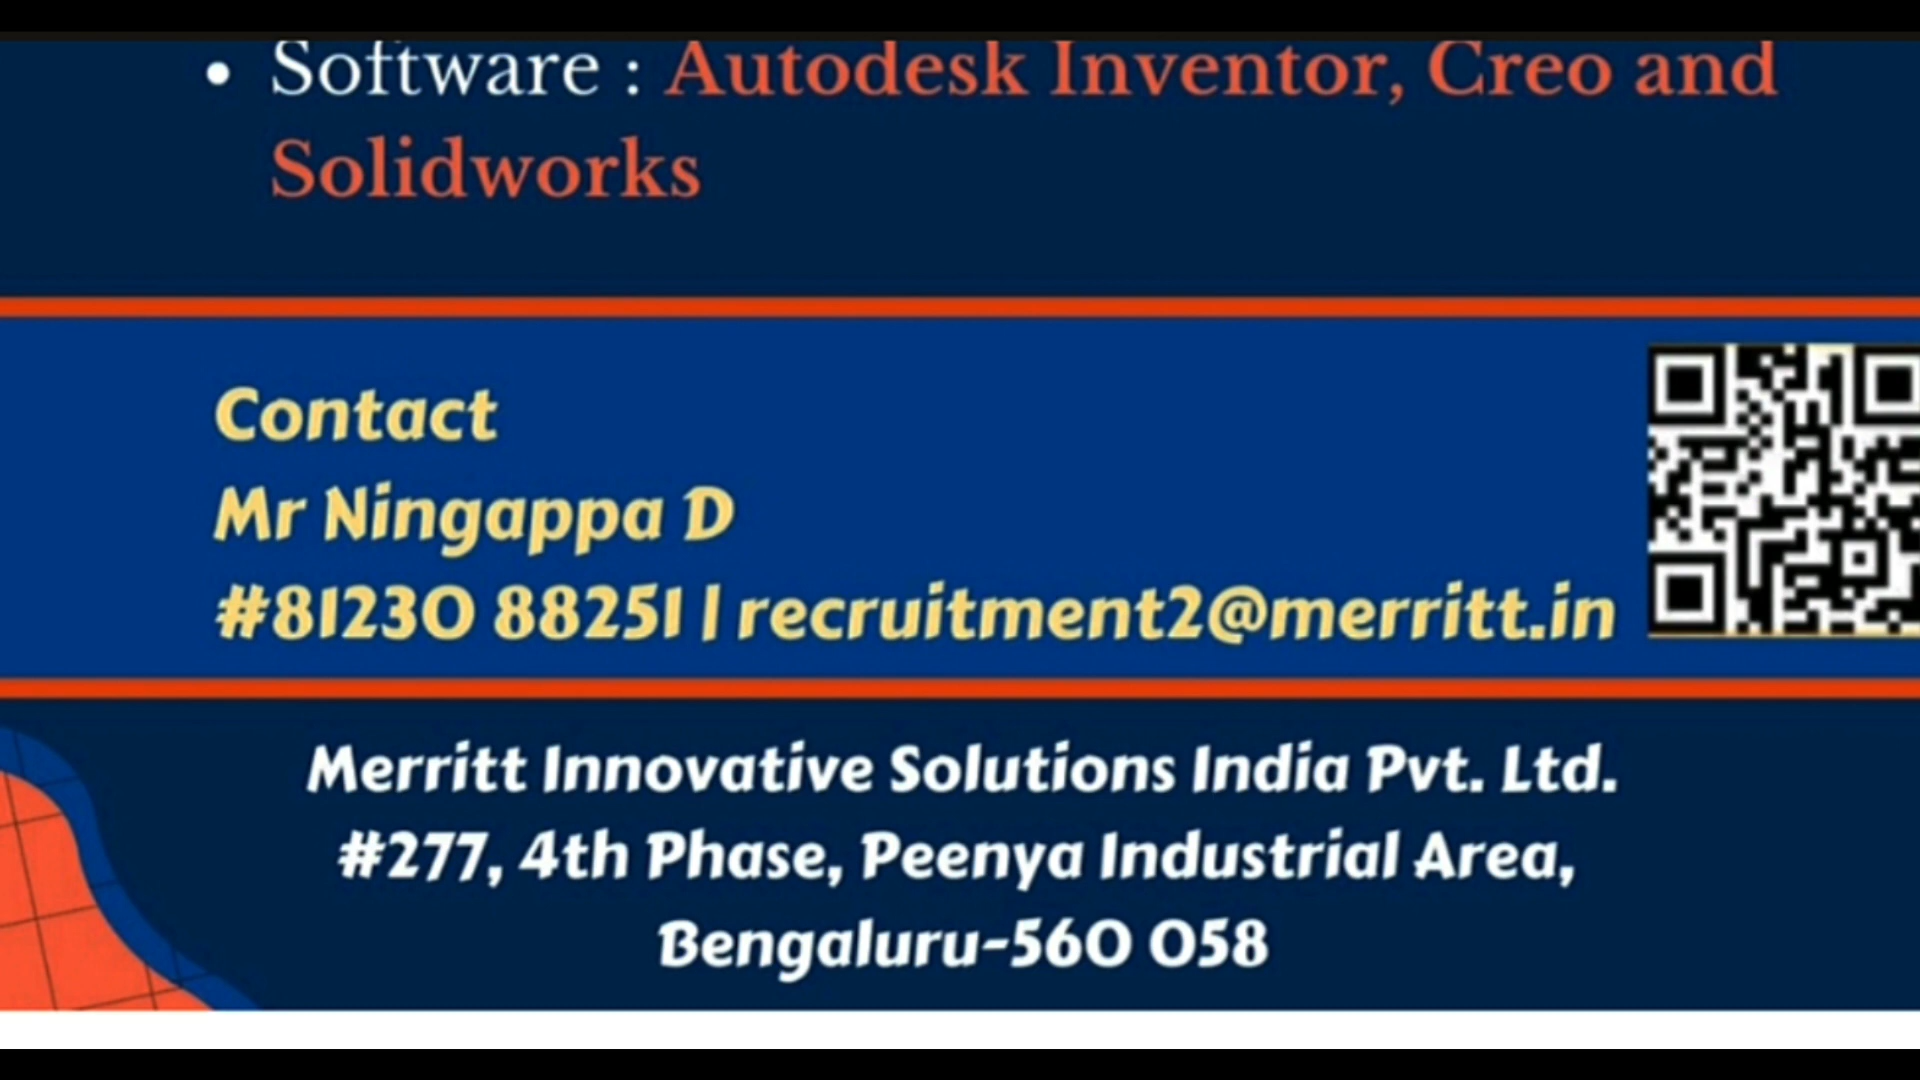 • Software : Autodesk Inventor, Creo and
Solidworks
Contact
Mr Ningappa D
#81230 88251 | recruitment2@merritt.in
Merritt Innovative Solutions India Pvt. Ltd.
#277, 4th Phase, Peenya Industrial Area,
Bengaluru-560 058